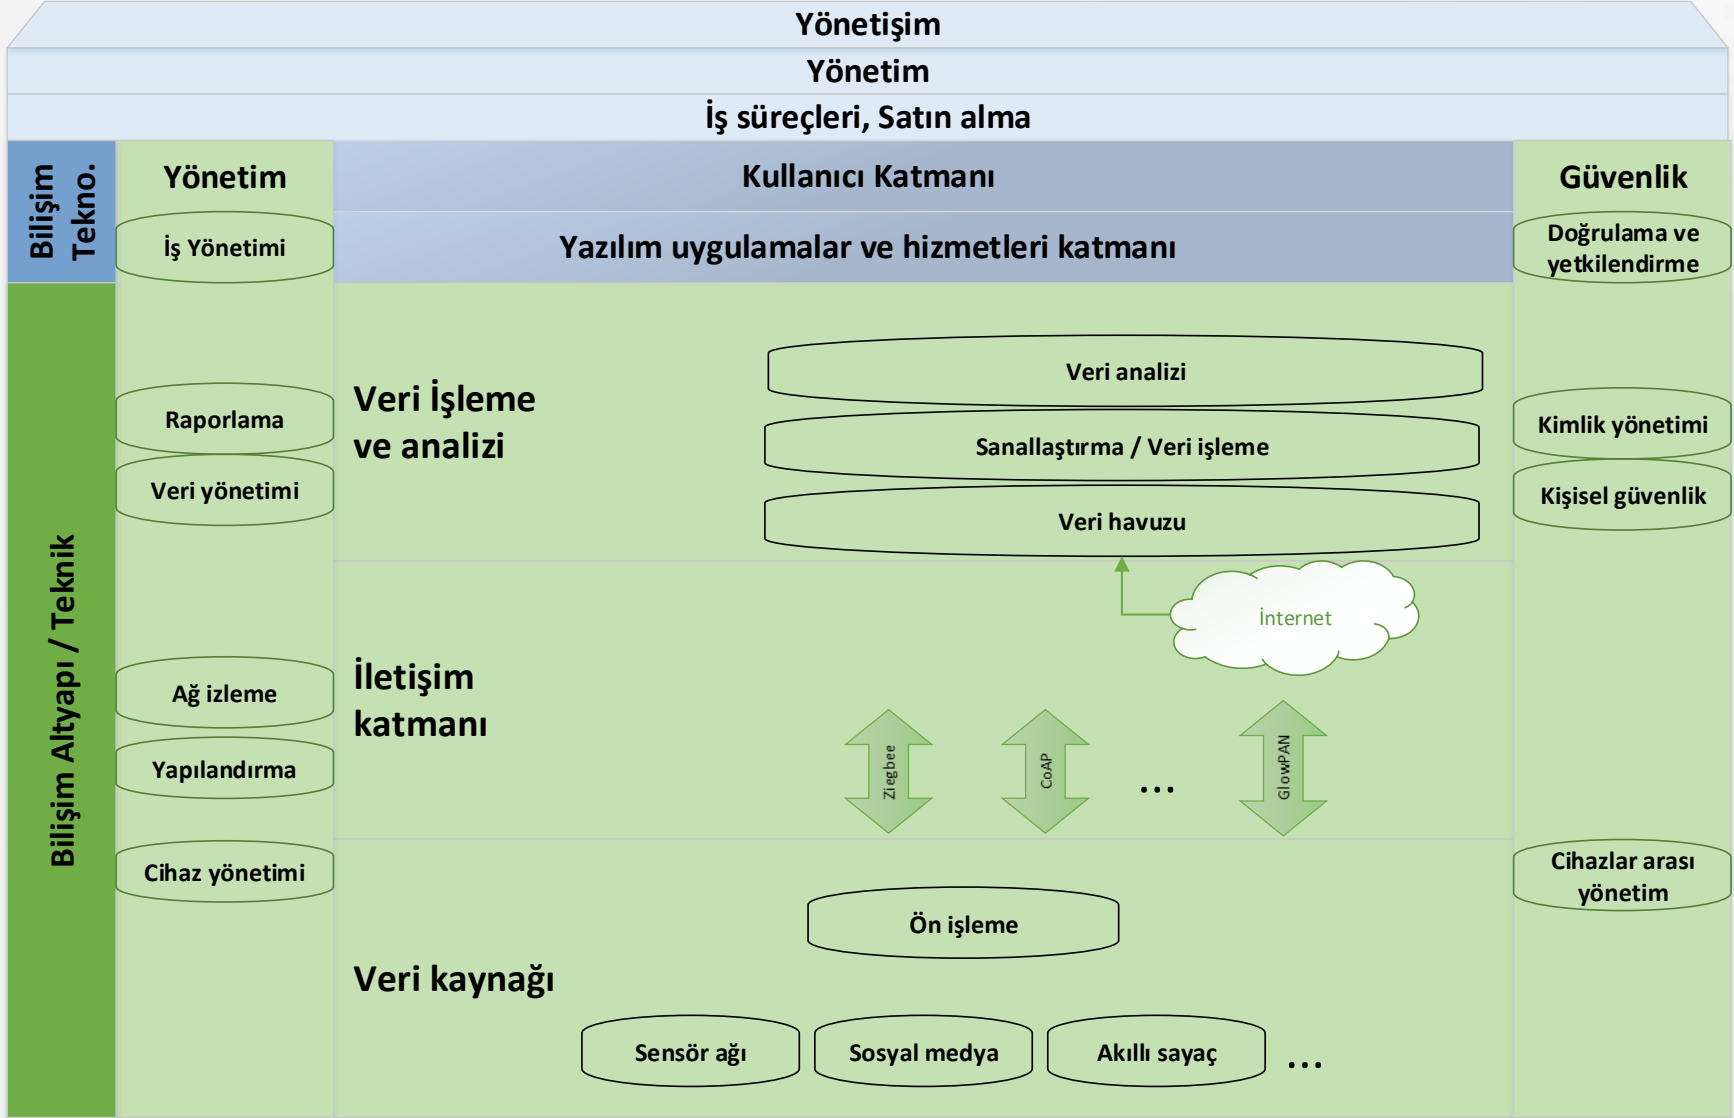 Yönetişim
Yönetim
İş süreçleri, Satın alma
Bilişim
Tekno.
Yönetim
Kullanıcı Katmanı
Güvenlik
İş Yönetimi
Yazılım uygulamalar ve hizmetleri katmanı
Doğrulama ve
yetkilendirme
Bilişim Altyapı / Teknik
Raporlama
Veri yönetimi
Veri İşleme
ve analizi
Veri analizi
Sanallaştırma / Veri işleme
Veri havuzu
Kimlik yönetimi
Kişisel güvenlik
İnternet
Ağ izleme
Yapılandırma
İletişim
katmanı
Ziegbee
CoAP
...
GlowPAN
Cihaz yönetimi
Cihazlar arası
yönetim
Ön işleme
Veri kaynağı
Sensör ağı
Sosyal medya
Akıllı sayaç
...